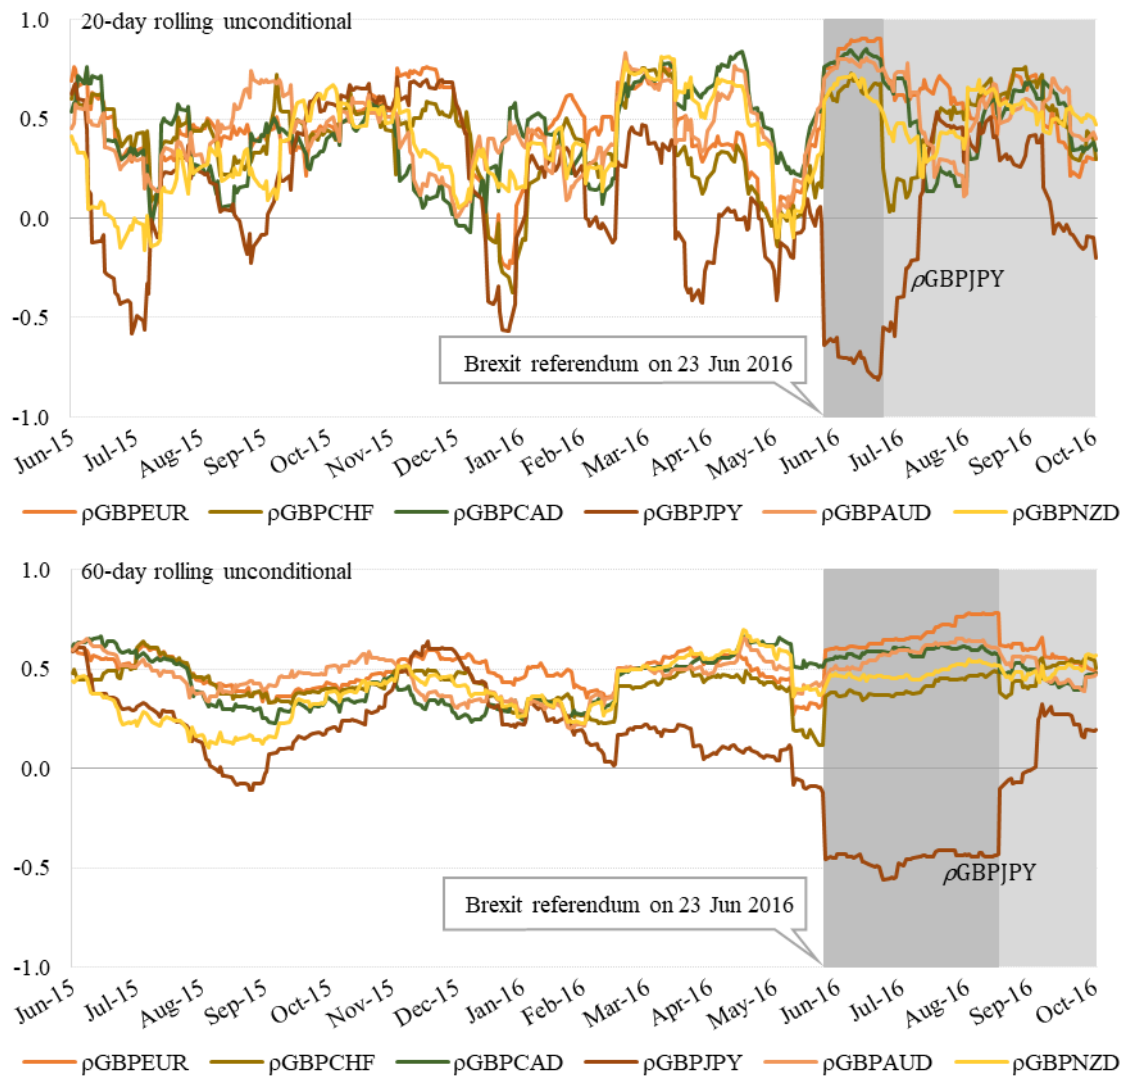 20-day rolling unconditional
1.0
0.5
0.0
-0.5
-1.0
ρGBPJPY
Brexit referendum on 23 Jun 2016
Jun-15 Jul-15 Aug-15 Sep-15 Oct-15 Nov-15 Dec-15 Jan-16 Feb-16 Mar-16 Apr-16 May-16 Jun-16 Jul-16 Aug-16 Sep-16 Oct-16
ρGBPEUR ρGBPCHF ρGBPCAD ρGBPJPY ρGBPAUD ρGBPNZD
60-day rolling unconditional
1.0
0.5
0.0
-0.5
-1.0
ρGBPJPY
Brexit referendum on 23 Jun 2016
Jun-15 Jul-15 Aug-15 Sep-15 Oct-15 Nov-15 Dec-15 Jan-16 Feb-16 Mar-16 Apr-16 May-16 Jun-16 Jul-16 Aug-16 Sep-16 Oct-16
ρGBPEUR ρGBPCHF ρGBPCAD ρGBPJPY ρGBPAUD ρGBPNZD